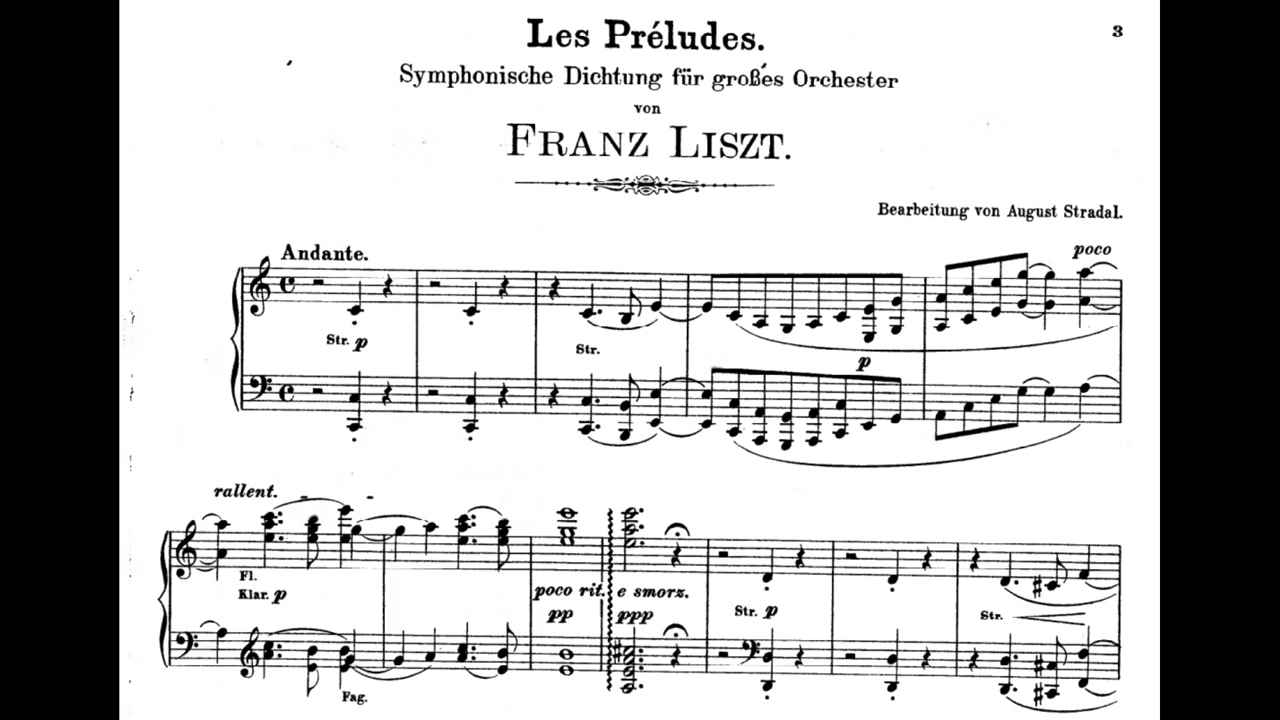 Les Préludes.
3
Symphonische Dichtung für großes Orchester
von
FRANZ LISZT.
Bearbeitung von August Stradal.
Andante.
poco
Str. p
Str.
p
rallent. - -
Fl.
Klar. p
poco rit. e smorz.
pp ppp
Str. p
Str.
Fag.